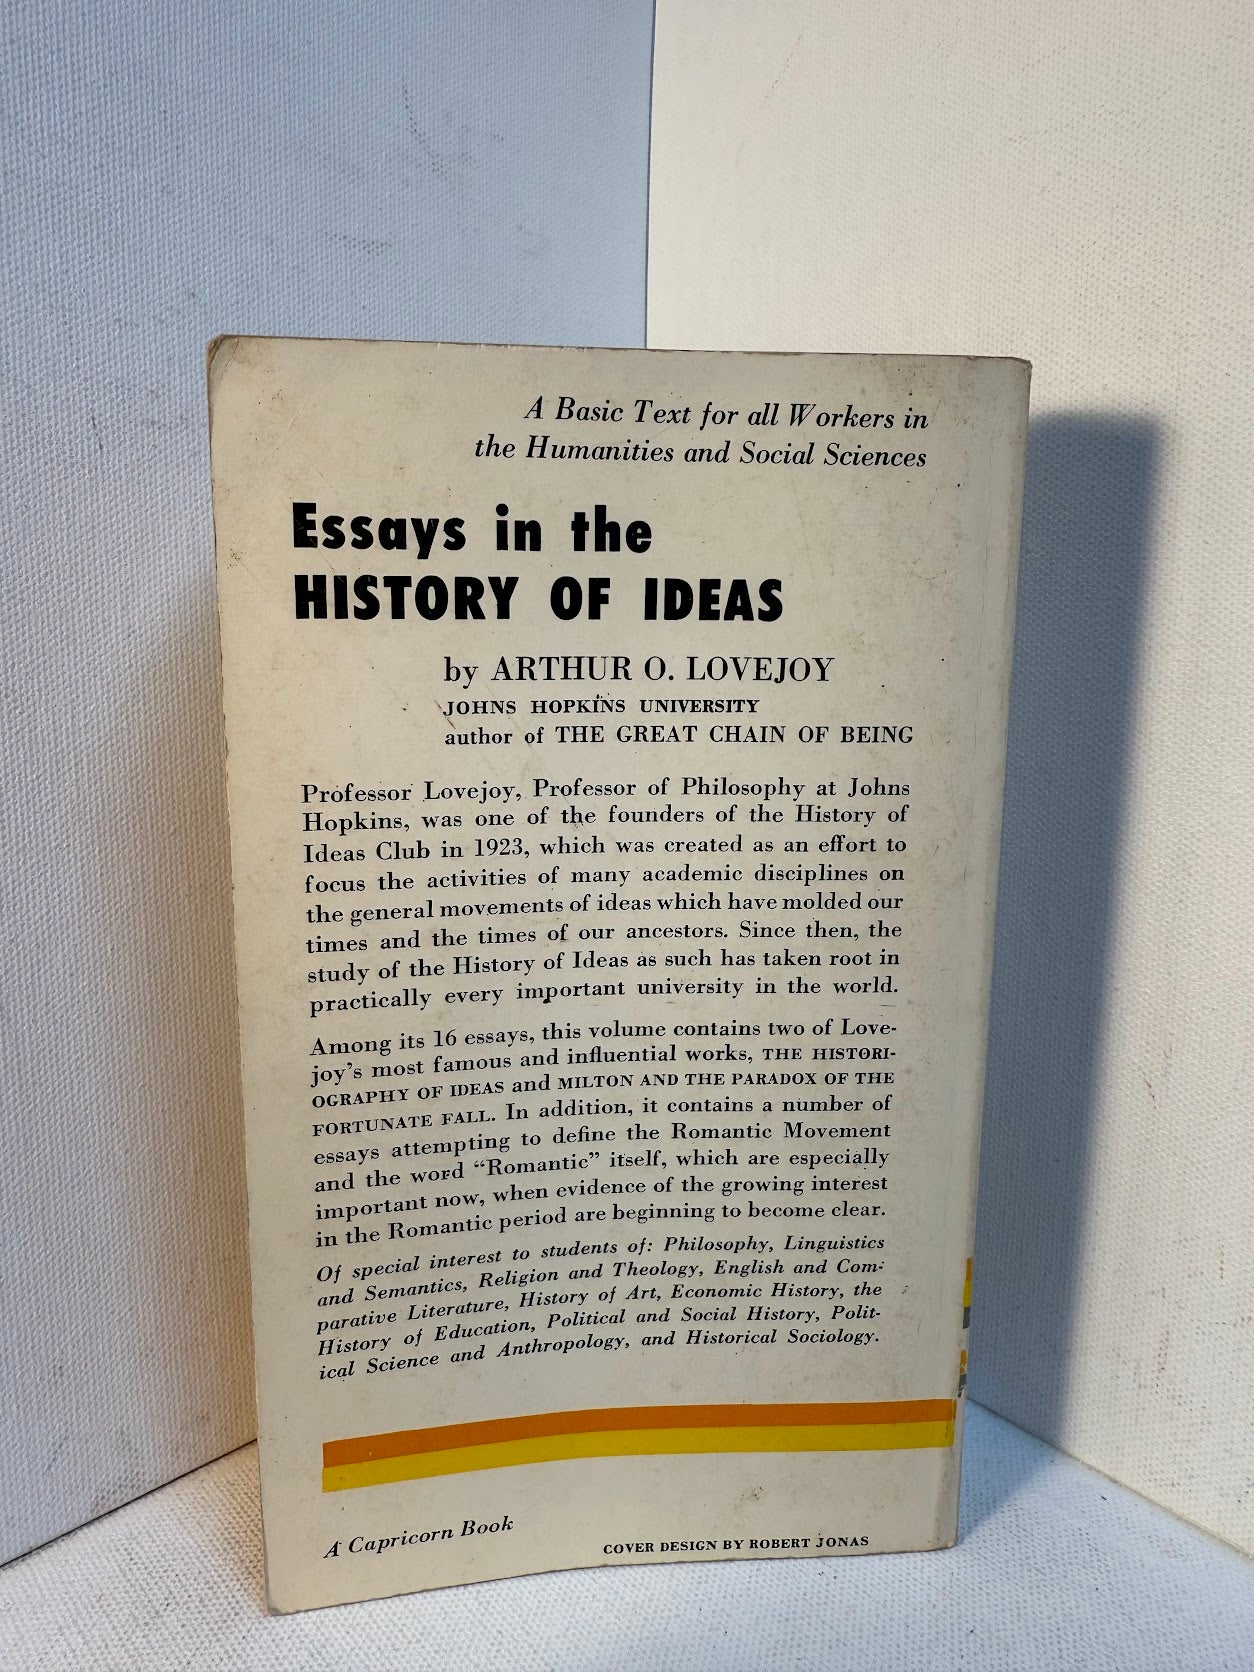 A Basic Text for all Workers in
the Humanities and Social Sciences
Essays in the
HISTORY OF IDEAS
by ARTHUR O. LOVEJOY
JOHNS HOPKINS UNIVERSITY
author of THE GREAT CHAIN OF BEING
Professor Lovejoy, Professor of Philosophy at Johns
Hopkins, was one of the founders of the History of
Ideas Club in 1923, which was created as an effort to
focus the activities of many academic disciplines on
the general movements of ideas which have molded our
times and the times of our ancestors. Since then, the
study of the History of Ideas as such has taken root in
practically every important university in the world.
Among its 16 essays, this volume contains two of Love-
joy's most famous and influential works, THE HISTORI-
OGRAPHY OF IDEAS and MILTON AND THE PARADOX OF THE
FORTUNATE FALL. In addition, it contains a number of
essays attempting to define the Romantic Movement
and the word "Romantic" itself, which are especially
important now, when evidence of the growing interest
in the Romantic period are beginning to become clear.
Of special interest to students of: Philosophy, Linguistics
and Semantics, Religion and Theology, English and Com-
parative Literature, History of Art, Economic History, the
History of Education, Political and Social History, Polit-
ical Science and Anthropology, and Historical Sociology.
A Capricorn Book
COVER DESIGN BY ROBERT JONAS